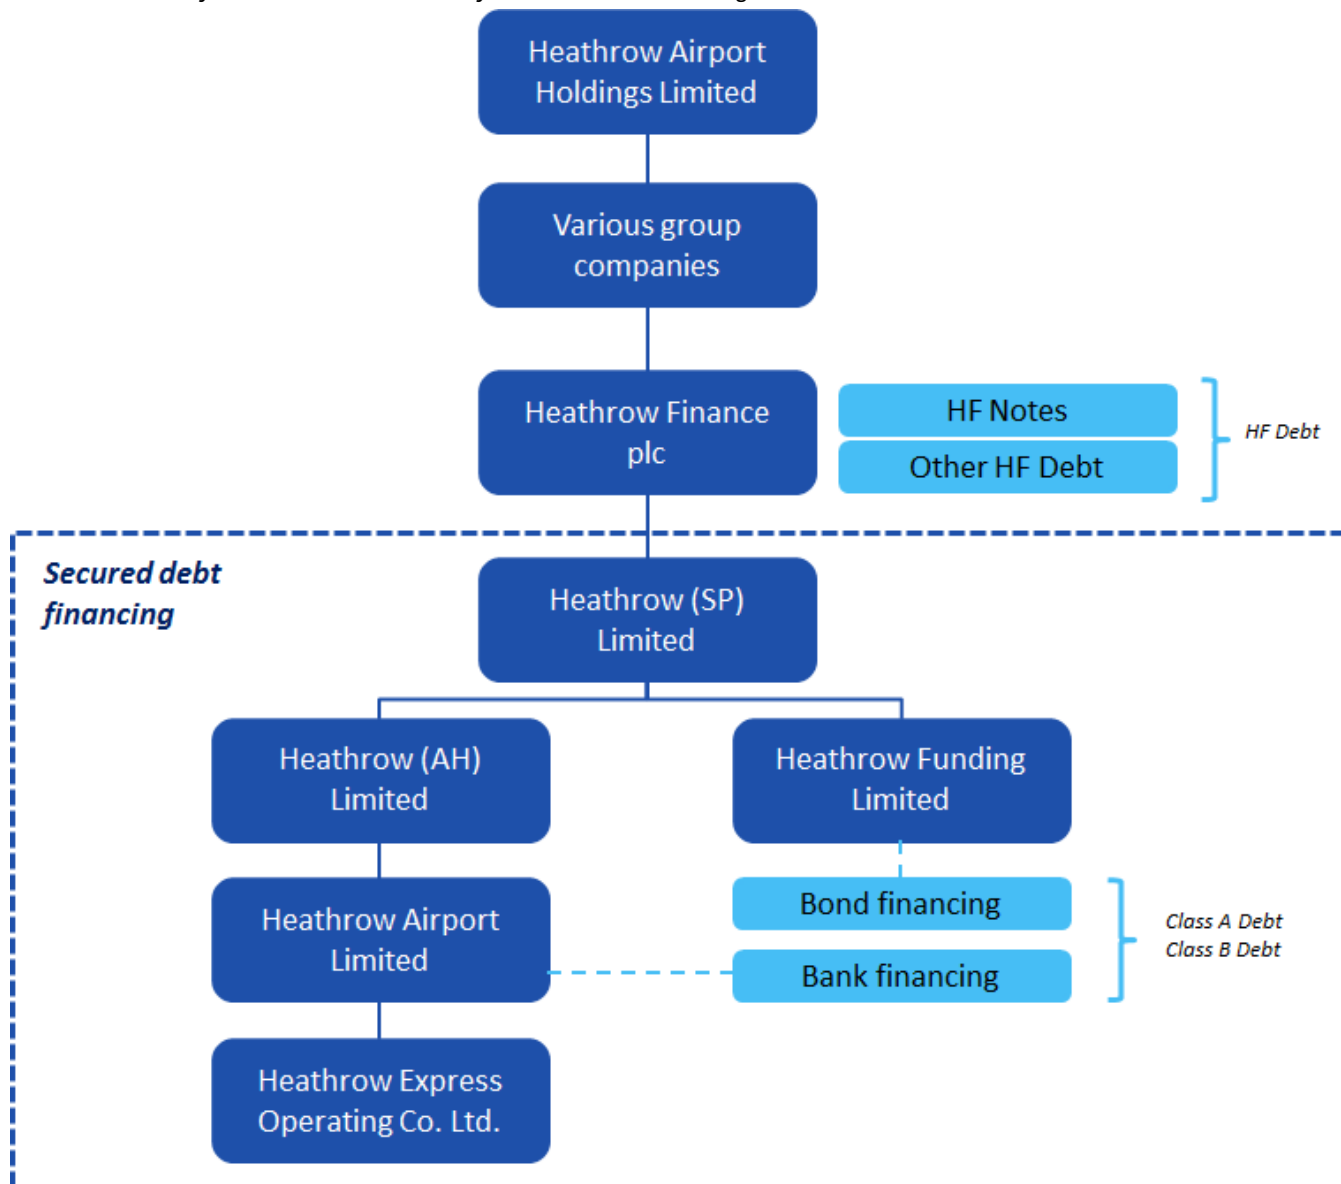 Heathrow Airport
Holdings Limited
Various group
companies
Heathrow Finance
plc
HF Notes
Other HF Debt
HF Debt
Secured debt
financing
Heathrow (SP)
Limited
Heathrow (AH)
Limited
Heathrow Funding
Limited
Heathrow Airport
Limited
Bond financing
Bank financing
Class A Debt
Class B Debt
Heathrow Express
Operating Co. Ltd.